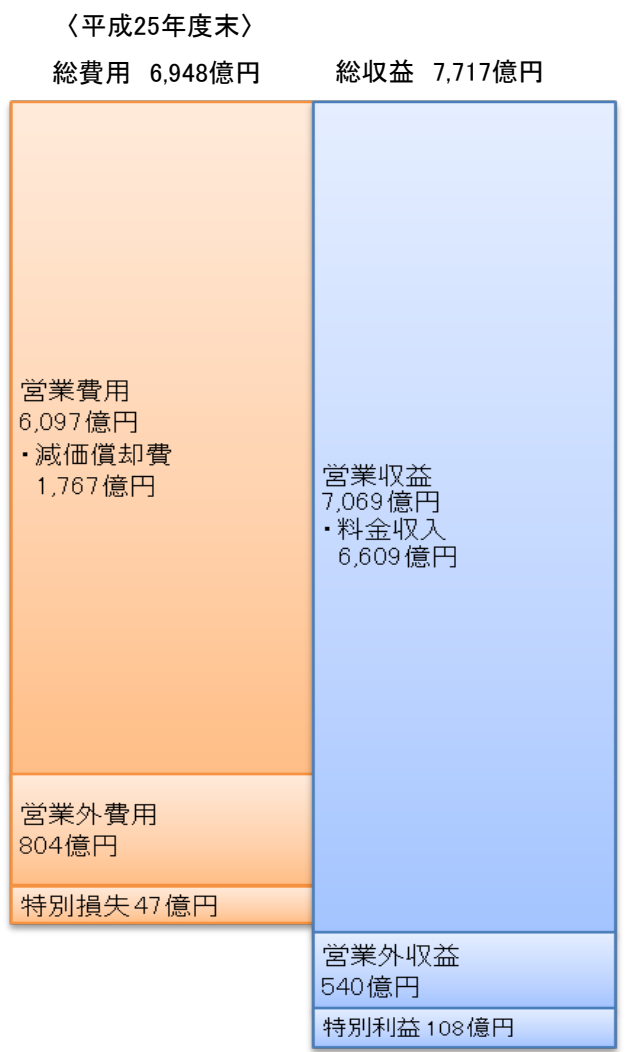 〈平成25年度末〉
総費用 6,948億円
総収益 7,717億円
営業費用
6,097億円
・減価償却費
1,767億円
営業外費用
804億円
特別損失47億円
営業収益
7,069億円
・料金収入
6,609億円
営業外収益
540億円
特別利益108億円